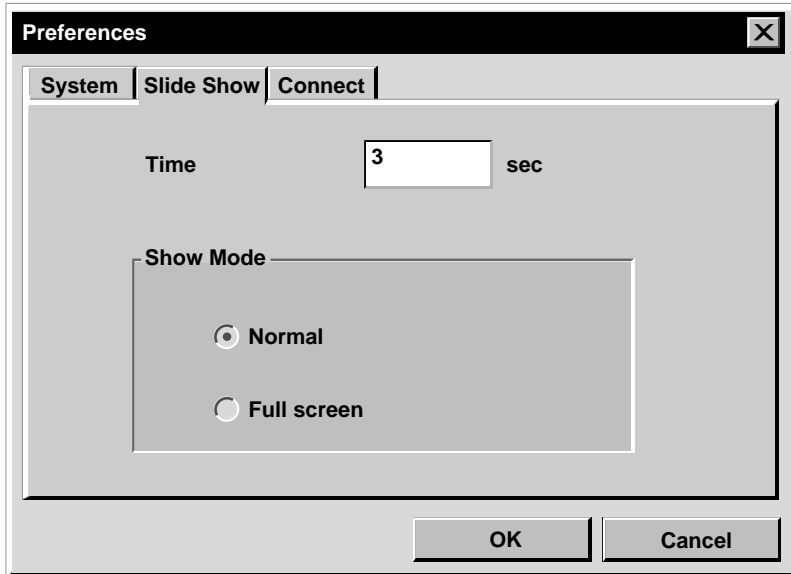 Preferences
System Slide Show Connect
Time 3 sec
Show Mode
Normal
Full screen
OK Cancel